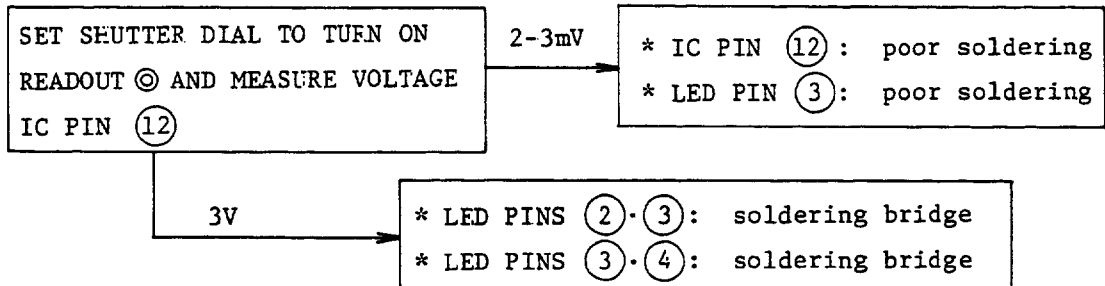 SET SHUTTER DIAL TO TURN ON
READOUT ◎ AND MEASURE VOLTAGE
IC PIN ⑫
2-3mV
* IC PIN ⑫: poor soldering
* LED PIN ③: poor soldering
3V
* LED PINS ②·③: soldering bridge
* LED PINS ③·④: soldering bridge